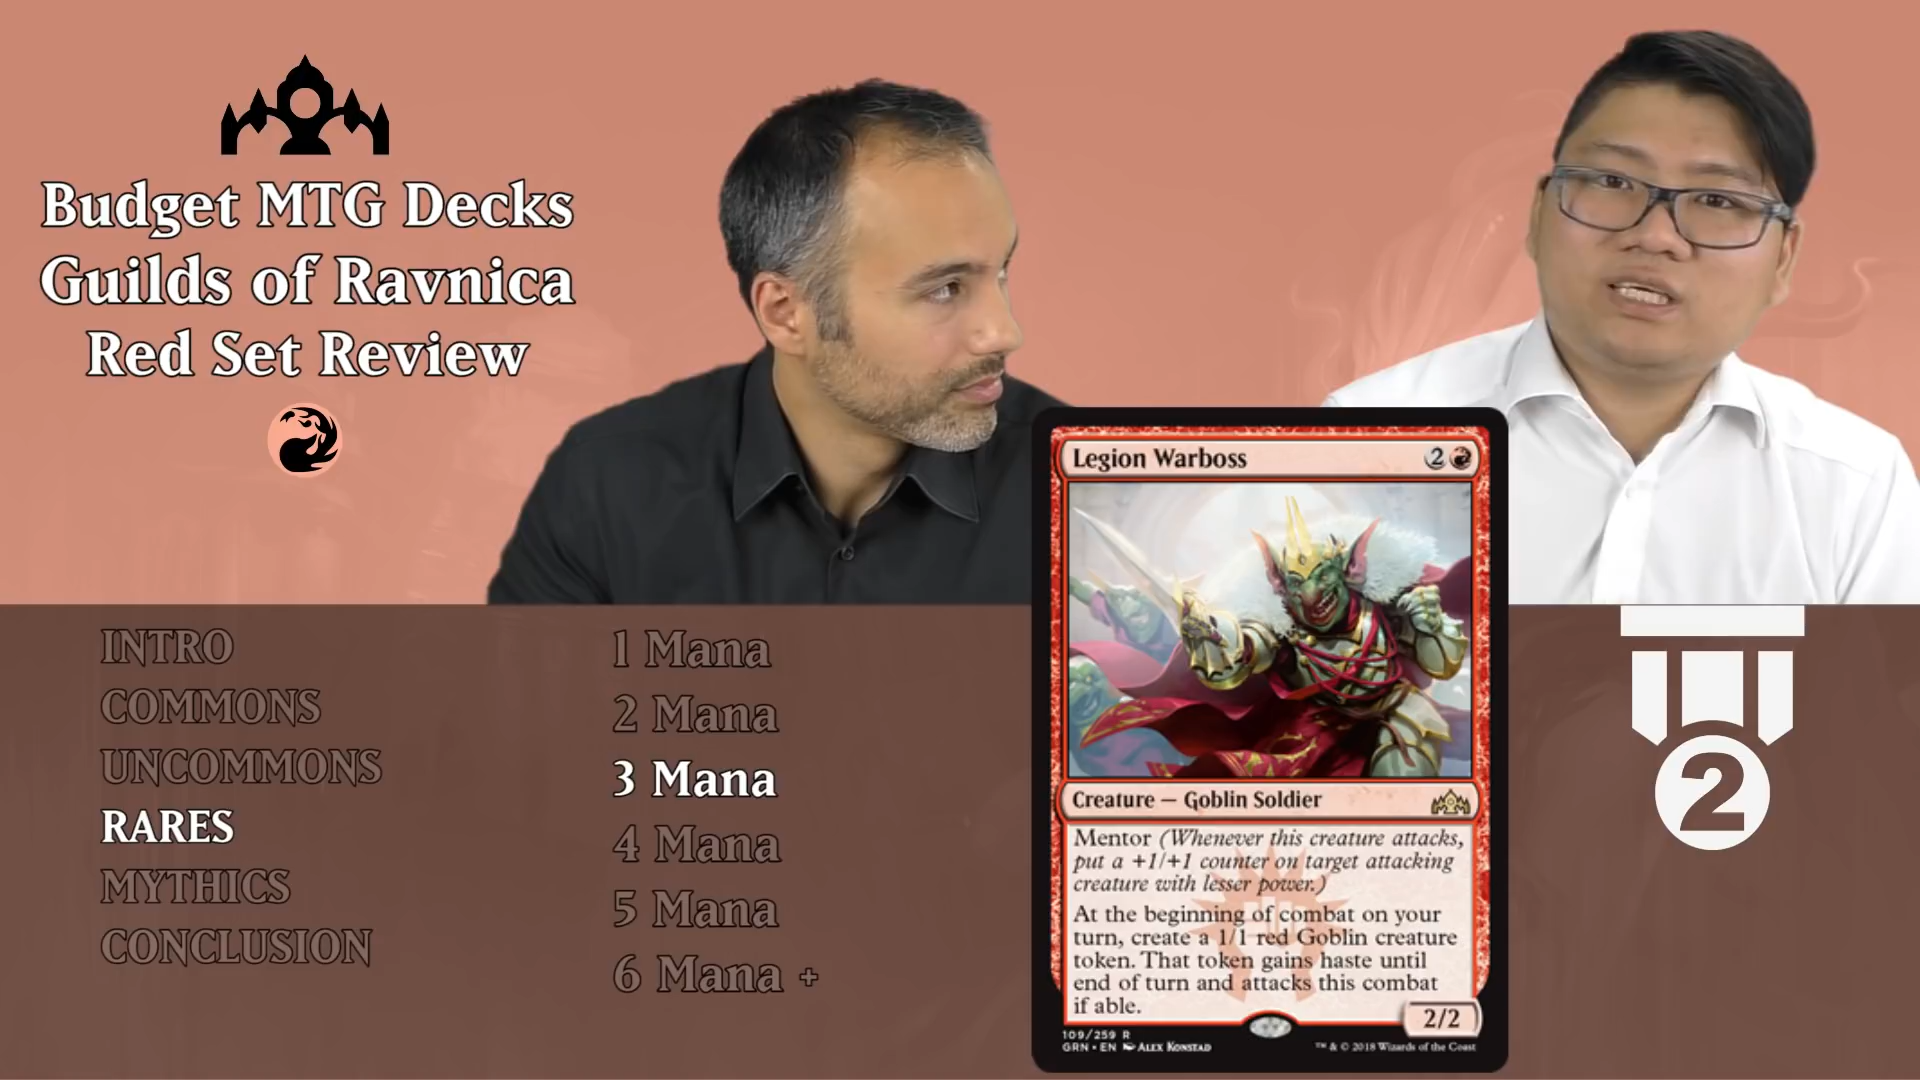 Budget MTG Decks
Guilds of Ravnica
Red Set Review
INTRO
COMMONS
UNCOMMONS
RARES
MYTHICS
CONCLUSION
1 Mana
2 Mana
3 Mana
4 Mana
5 Mana
6 Mana +
Legion Warboss 2
Creature — Goblin Soldier
Mentor (Whenever this creature attacks,
put a +1/+1 counter on target attacking
creature with lesser power.)
At the beginning of combat on your
turn, create a 1/1 red Goblin creature
token. That token gains haste until
end of turn and attacks this combat
if able.
2/2
109/259 R
GRN • EN ALEX KONSTAD
™ & © 2018 Wizards of the Coast
2